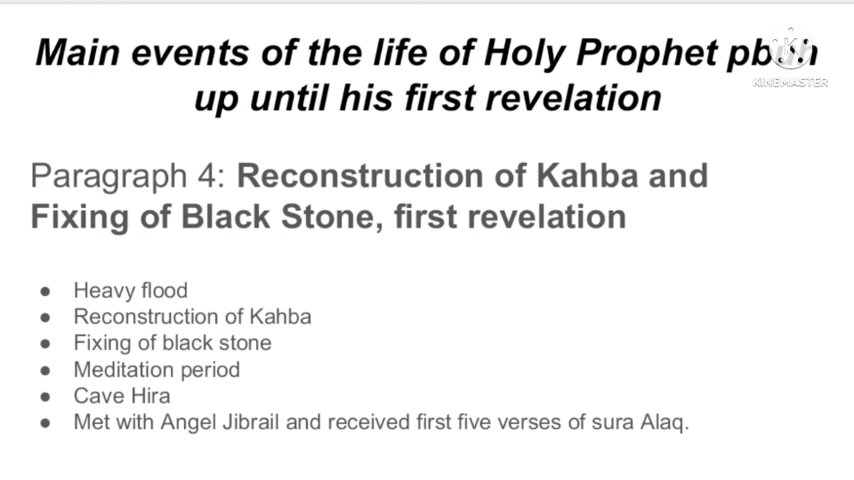 Main events of the life of Holy Prophet pbuh
up until his first revelation
KINEMASTER
Paragraph 4: Reconstruction of Kahba and
Fixing of Black Stone, first revelation
● Heavy flood
● Reconstruction of Kahba
● Fixing of black stone
● Meditation period
● Cave Hira
● Met with Angel Jibrail and received first five verses of sura Alaq.